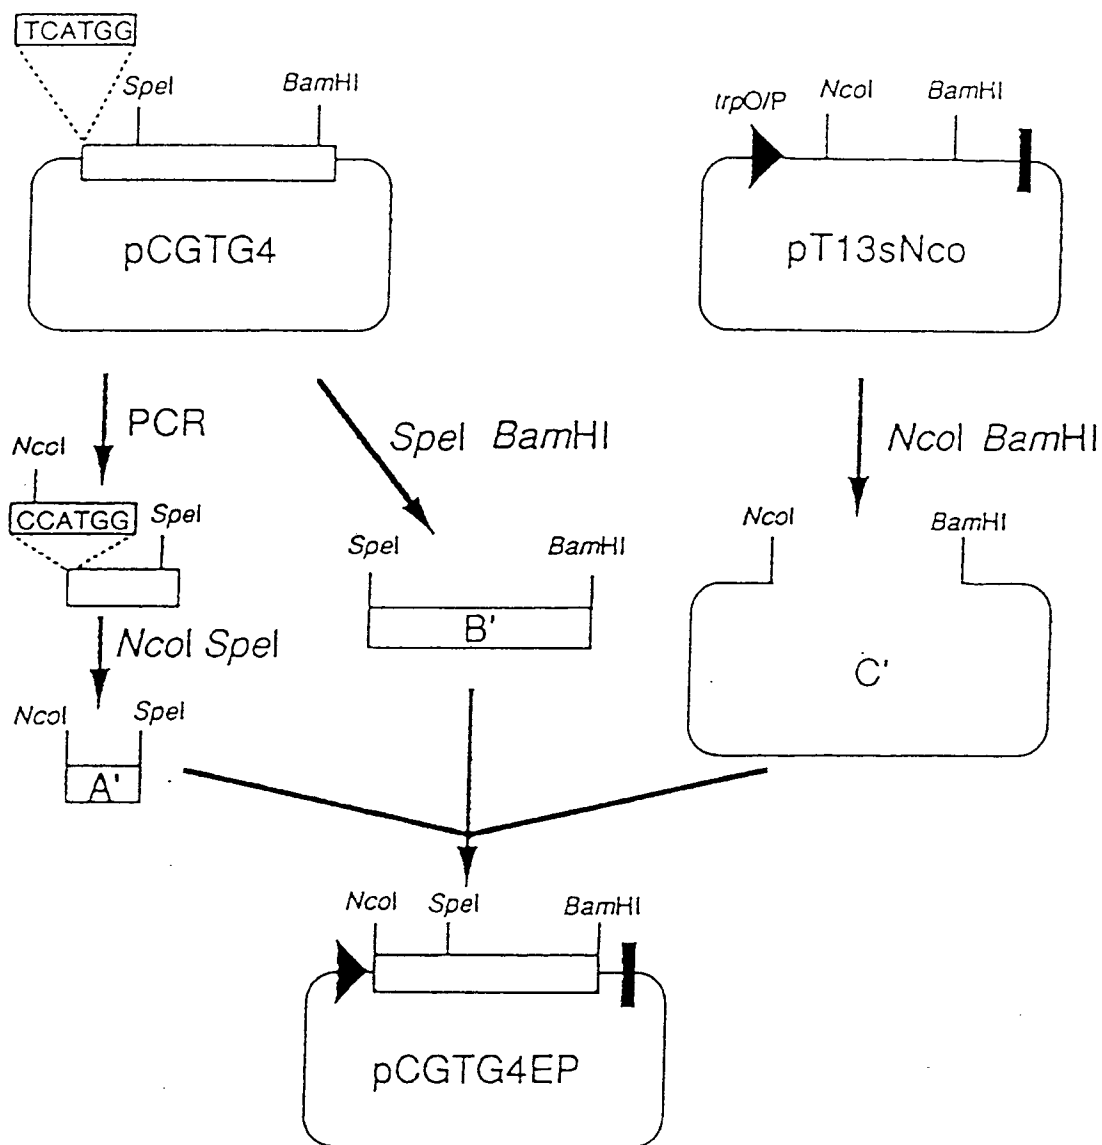 TCATGG
SpeI BamHI
trpO/P NcoI BamHI
pCGTG4
pT13sNco
PCR
SpeI BamHI
NcoI BamHI
NcoI
CCATGG SpeI
SpeI BamHI
NcoI BamHI
B'
NcoI SpeI
C'
NcoI SpeI
A'
NcoI SpeI BamHI
pCGTG4EP